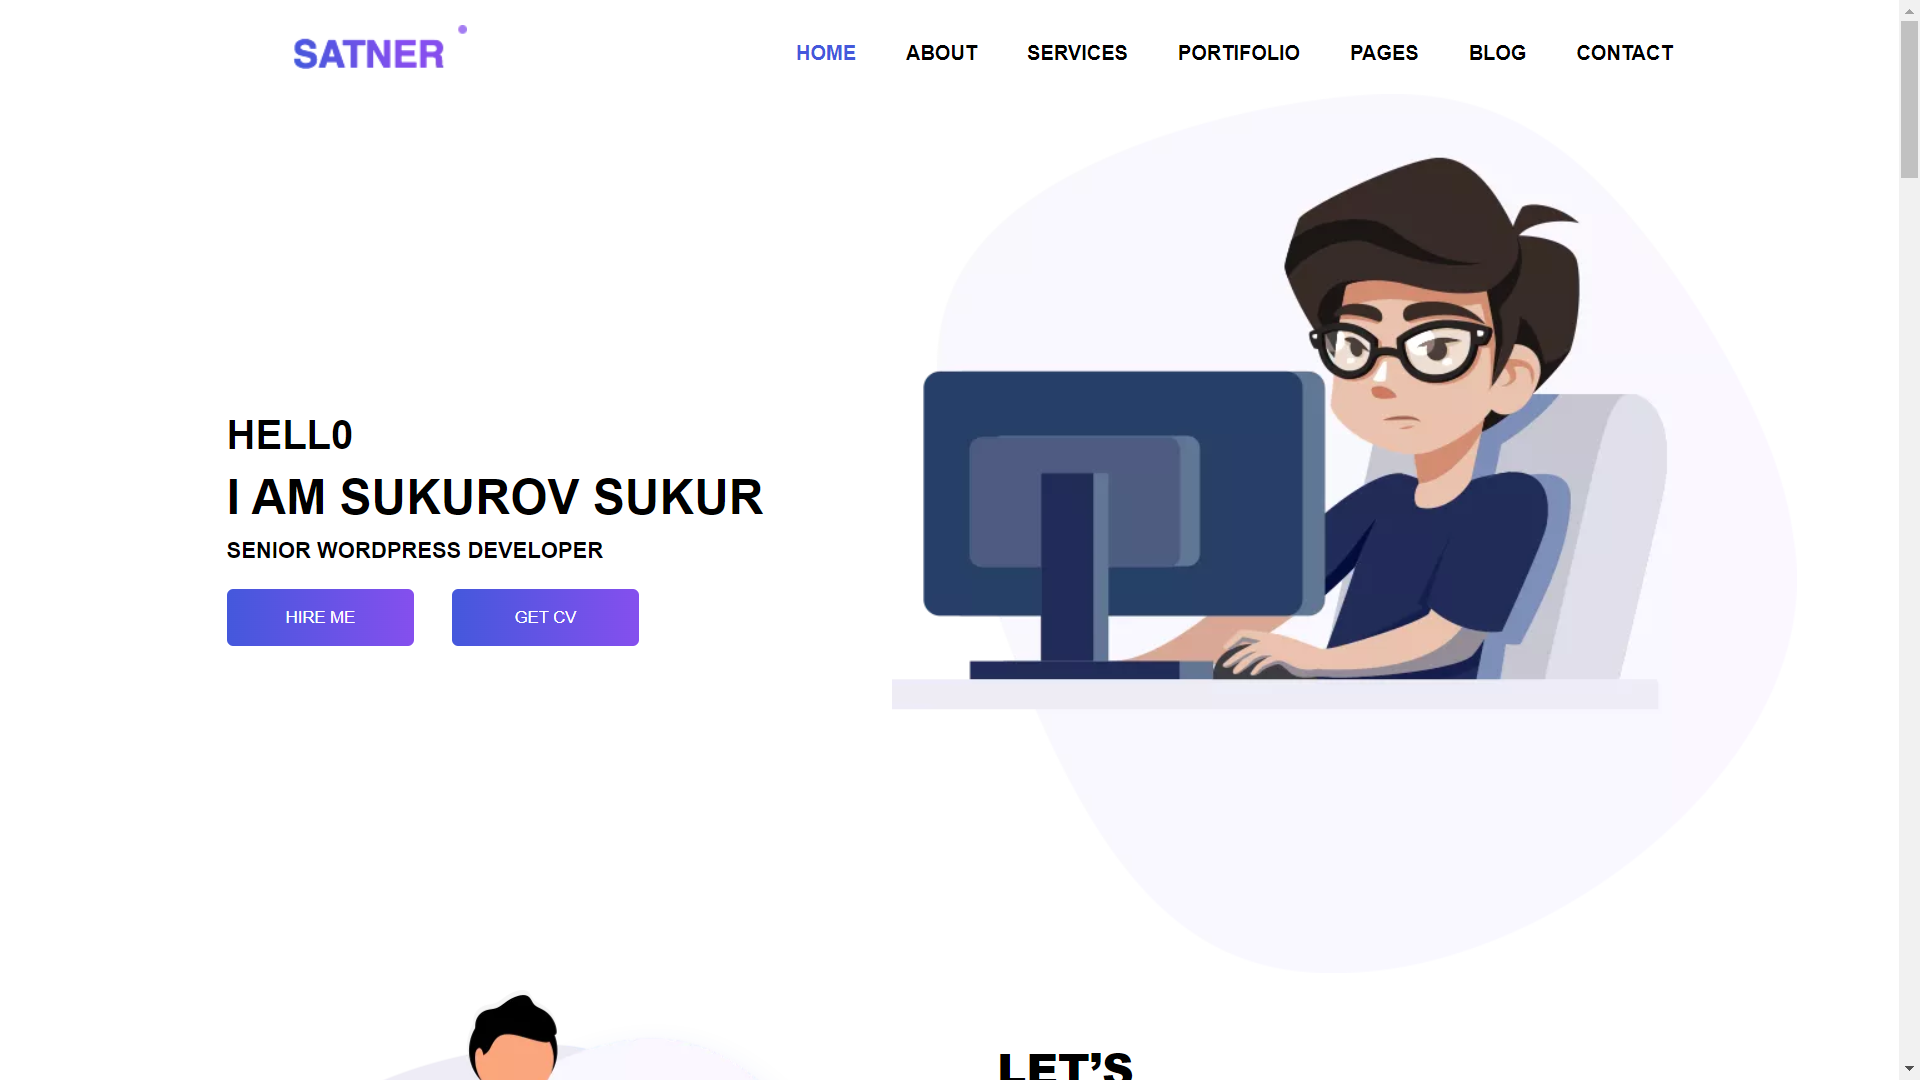 SATNER
HOME ABOUT SERVICES PORTIFOLIO PAGES BLOG CONTACT
HELL0
I AM SUKUROV SUKUR
SENIOR WORDPRESS DEVELOPER
HIRE ME GET CV
LET’S